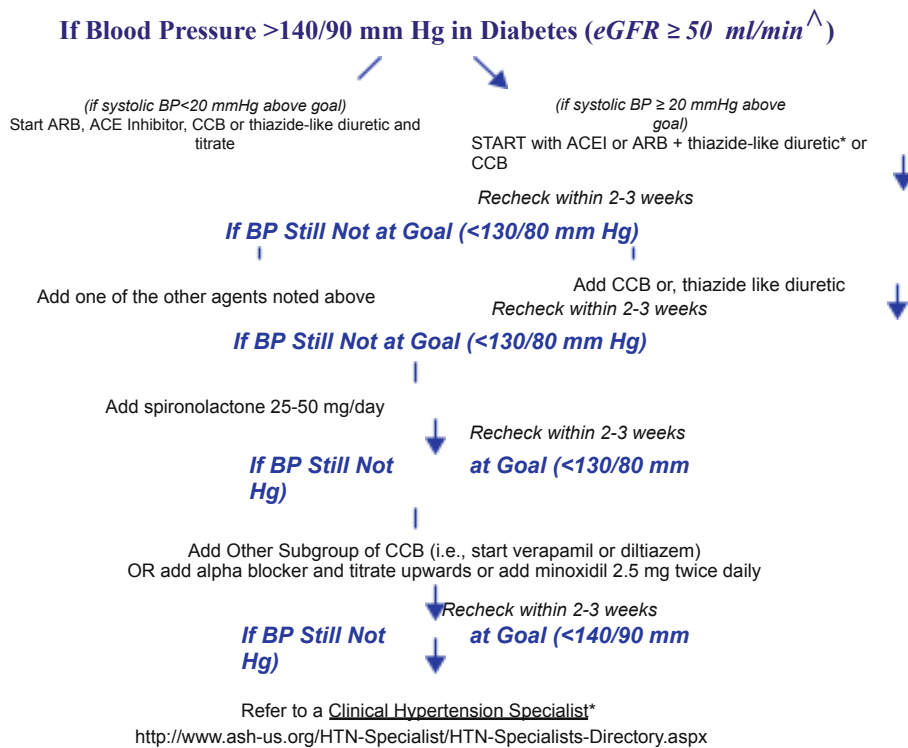 If Blood Pressure >140/90 mm Hg in Diabetes (eGFR ≥ 50 ml/min^)
(if systolic BP<20 mmHg above goal)
Start ARB, ACE Inhibitor, CCB or thiazide-like diuretic and
titrate
(if systolic BP ≥ 20 mmHg above
goal)
START with ACEI or ARB + thiazide-like diuretic* or
CCB
Recheck within 2-3 weeks
If BP Still Not at Goal (<130/80 mm Hg)
Add one of the other agents noted above
Add CCB or, thiazide like diuretic
Recheck within 2-3 weeks
If BP Still Not at Goal (<130/80 mm Hg)
Add spironolactone 25-50 mg/day
Recheck within 2-3 weeks
If BP Still Not at Goal (<130/80 mm
Hg)
Add Other Subgroup of CCB (i.e., start verapamil or diltiazem)
OR add alpha blocker and titrate upwards or add minoxidil 2.5 mg twice daily
Recheck within 2-3 weeks
If BP Still Not at Goal (<140/90 mm
Hg)
Refer to a Clinical Hypertension Specialist*
http://www.ash-us.org/HTN-Specialist/HTN-Specialists-Directory.aspx